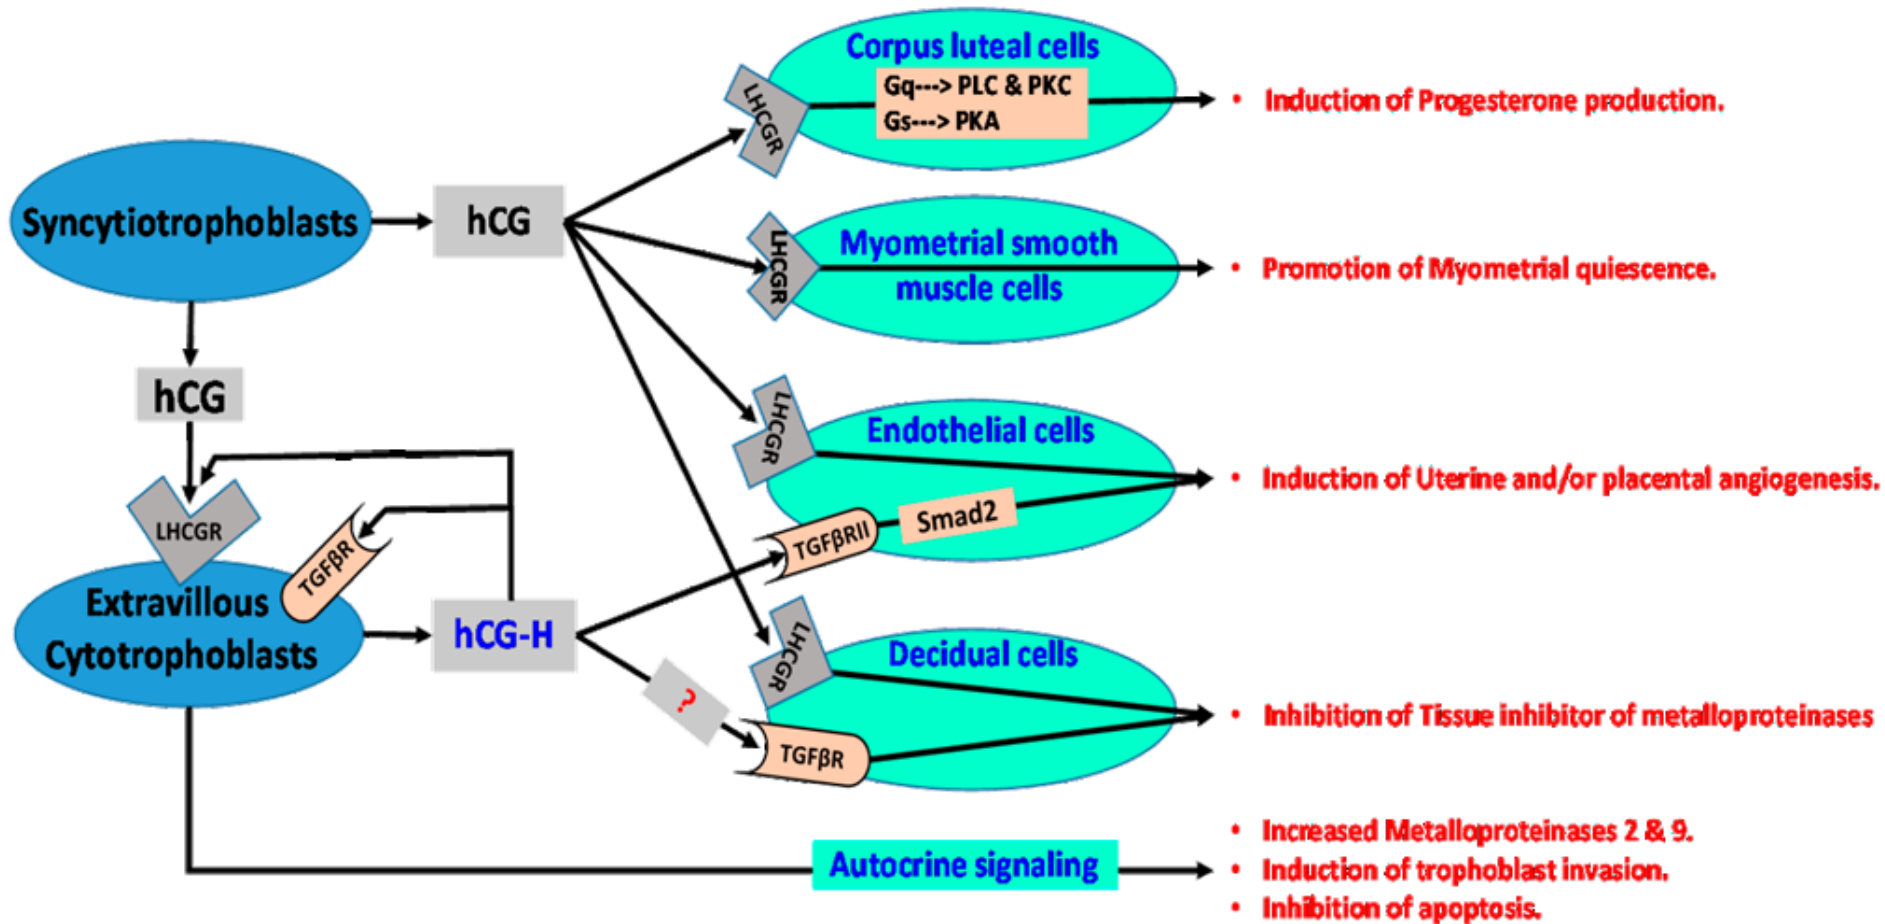 Corpus luteal cells
Gq---> PLC & PKC
Gs---> PKA
LHCGR
• Induction of Progesterone production.
Syncytiotrophoblasts
hCG
Myometrial smooth
muscle cells
LHCGR
• Promotion of Myometrial quiescence.
hCG
LHCGR
Endothelial cells
• Induction of Uterine and/or placental angiogenesis.
Smad2
TGFβRII
LHCGR
TGFβR
Extravillous
Cytotrophoblasts
hCG-H
?
LHCGR
Decidual cells
TGFβR
• Inhibition of Tissue inhibitor of metalloproteinases
Autocrine signaling
• Increased Metalloproteinases 2 & 9.
• Induction of trophoblast invasion.
• Inhibition of apoptosis.